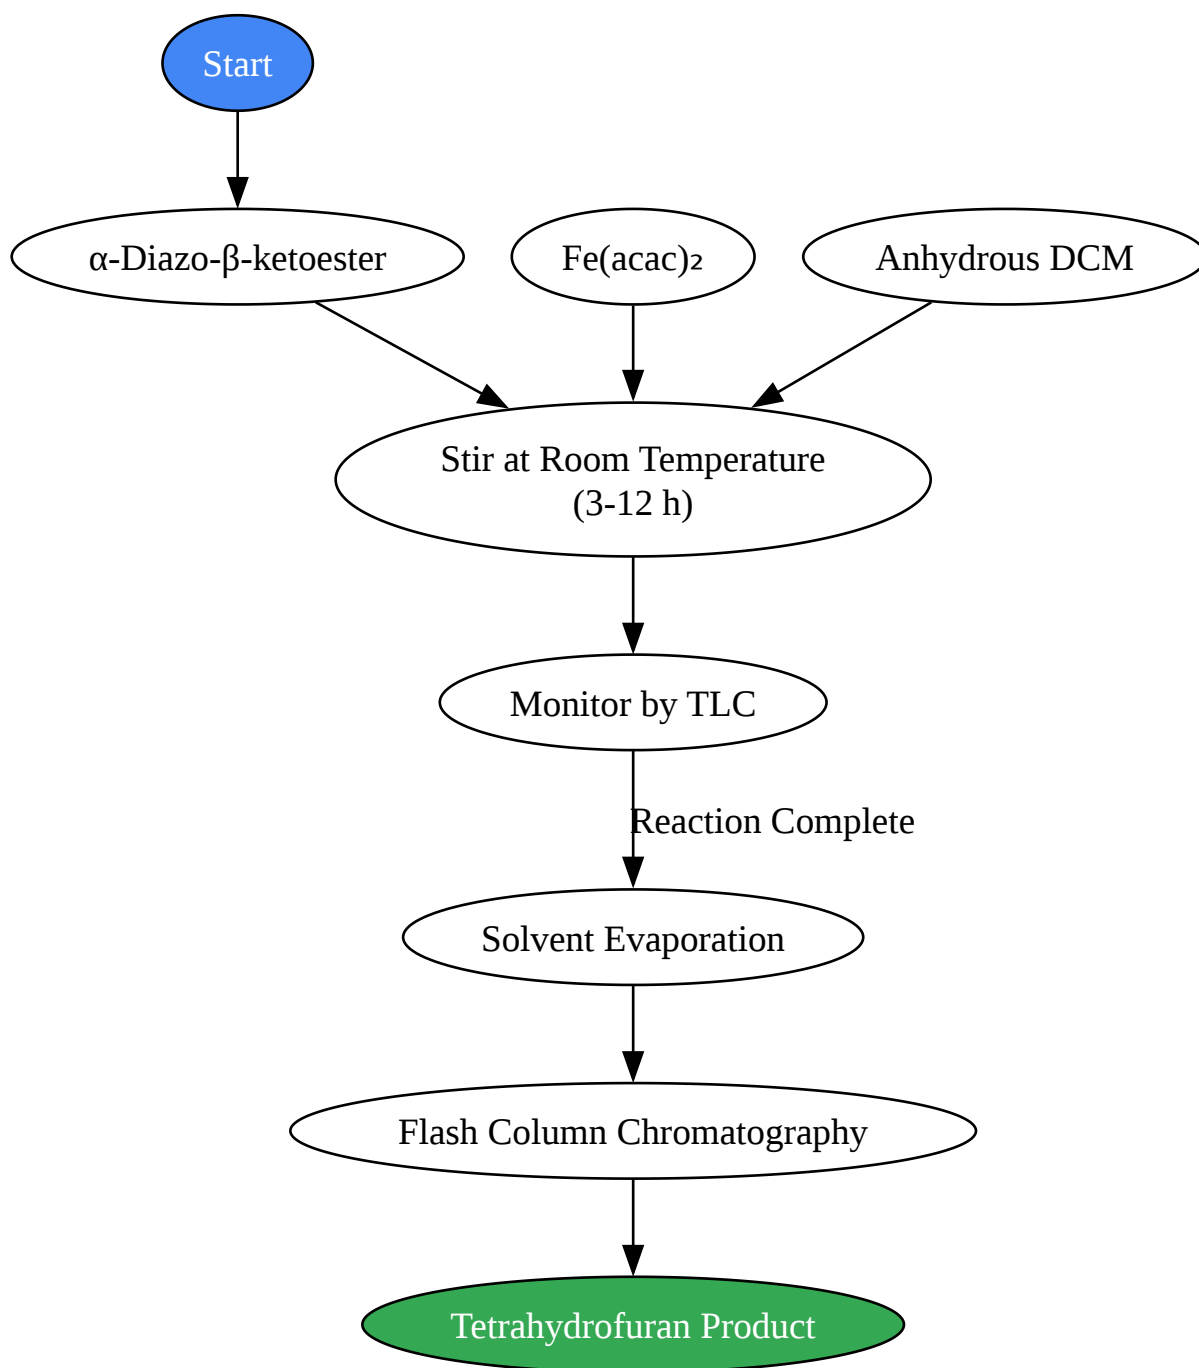 Start
α-Diazo-β-ketoester
Fe(acac)₂
Anhydrous DCM
Stir at Room Temperature
(3-12 h)
Monitor by TLC
Reaction Complete
Solvent Evaporation
Flash Column Chromatography
Tetrahydrofuran Product